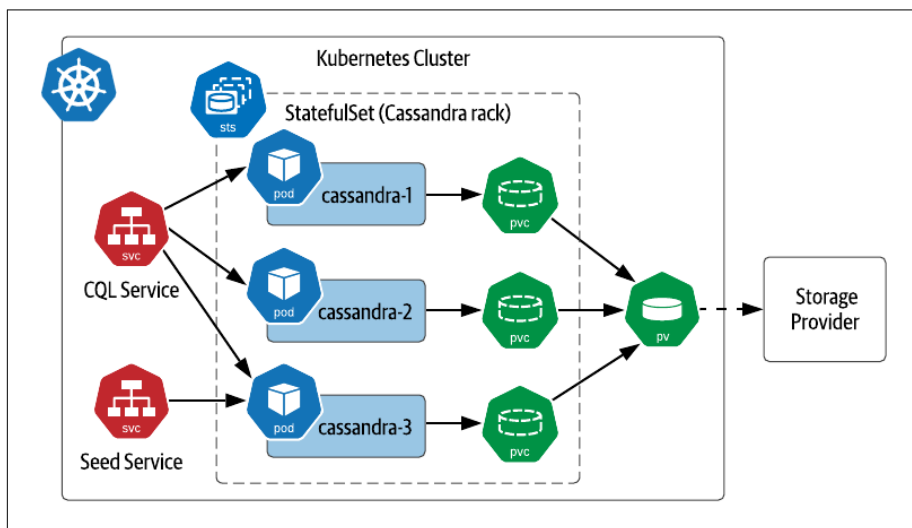 Kubernetes Cluster
sts
StatefulSet (Cassandra rack)
pod
cassandra-1
pvc
svc
CQL Service
pod
cassandra-2
pvc
pv
Storage
Provider
svc
Seed Service
pod
cassandra-3
pvc